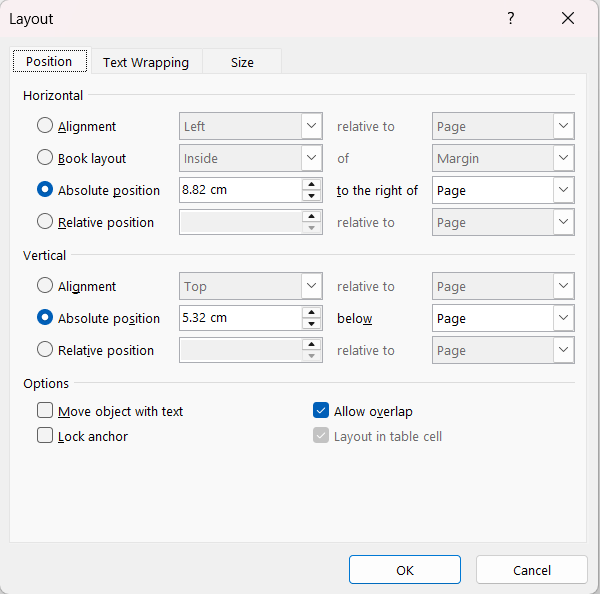 Layout ?
Position Text Wrapping Size
Horizontal
Alignment Left relative to Page
Book layout Inside of Margin
Absolute position 8.82 cm to the right of Page
Relative position relative to Page
Vertical
Alignment Top relative to Page
Absolute position 5.32 cm below Page
Relative position relative to Page
Options
Move object with text Allow overlap
Lock anchor Layout in table cell
OK Cancel